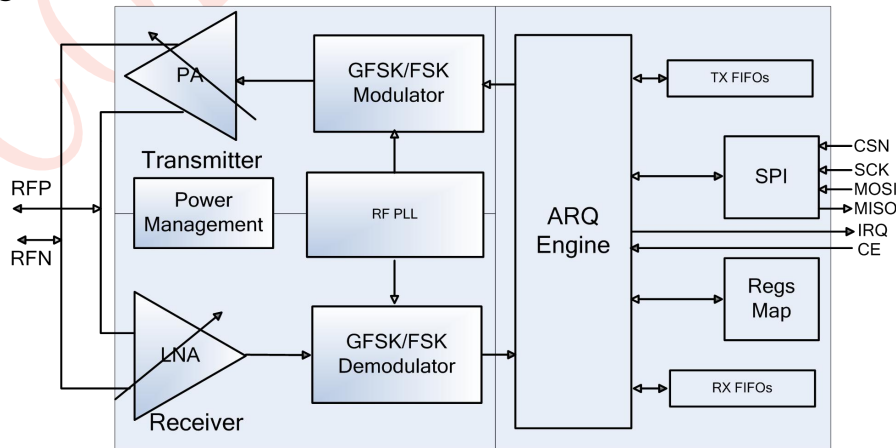 PA
GFSK/FSK
Modulator
TX FIFOs
Transmitter
CSN
SCK
MOSI
MISO
SPI
RFP
RFN
Power
Management
RF PLL
ARQ
Engine
IRQ
CE
Regs
Map
LNA
GFSK/FSK
Demodulator
RX FIFOs
Receiver